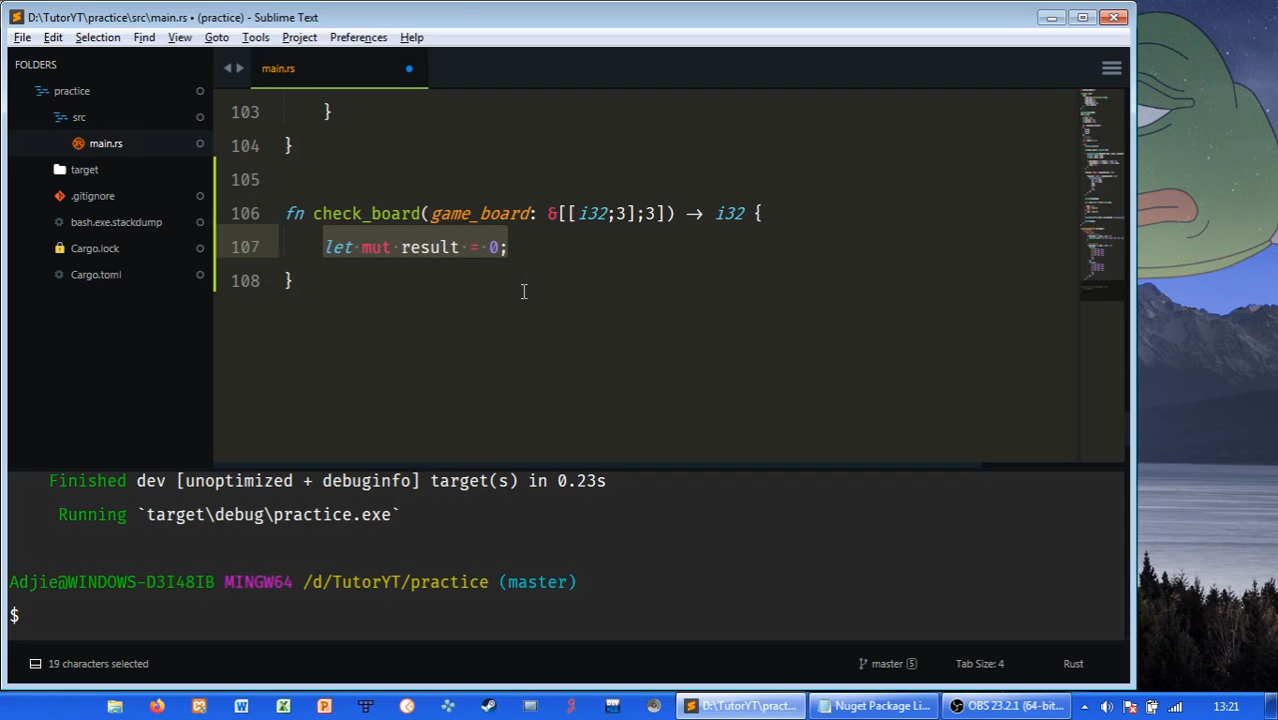 D:\TutorYT\practice\src\main.rs • (practice) - Sublime Text
File Edit Selection Find View Goto Tools Project Preferences Help
FOLDERS
practice
src
main.rs
target
.gitignore
bash.exe.stackdump
Cargo.lock
Cargo.toml
main.rs
103 }
104 }
105
106 fn check_board(game_board: &[[i32;3];3]) -> i32 {
107 let mut result = 0;
108 }
Finished dev [unoptimized + debuginfo] target(s) in 0.23s
Running `target\debug\practice.exe`
Adjie@WINDOWS-D3I48IB MINGW64 /d/TutorYT/practice (master)
$
19 characters selected
master 5
Tab Size: 4
Rust
D:\TutorYT\pract...
Nuget Package Li...
OBS 23.2.1 (64-bit...
13:21